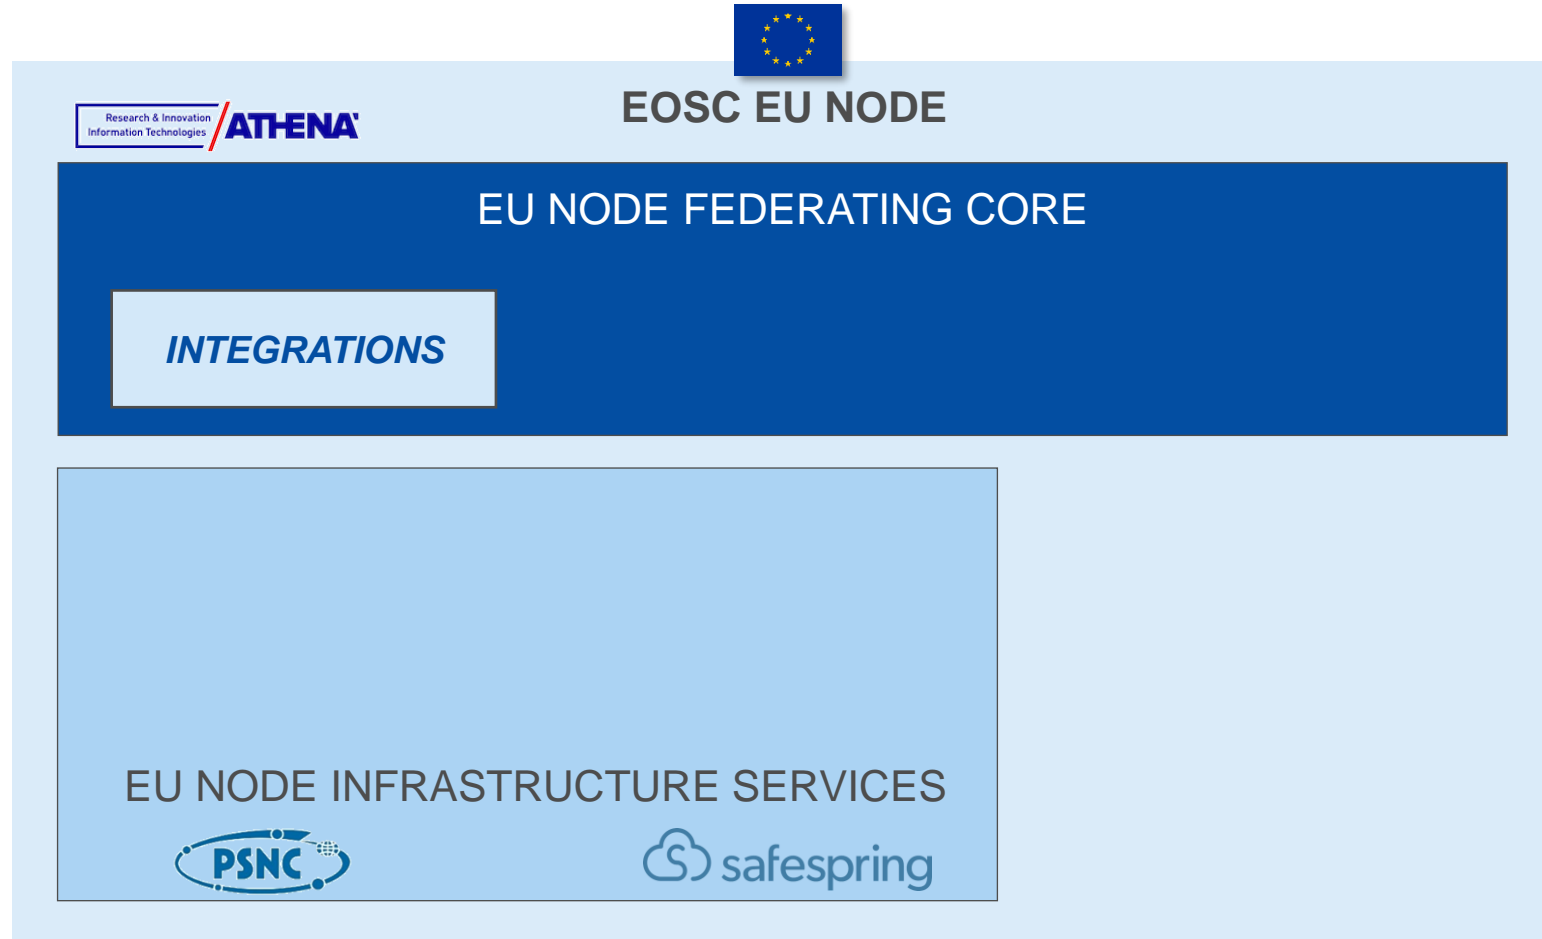 EOSC EU NODE
Research & Innovation
Information Technologies
ATHENA
EU NODE FEDERATING CORE
INTEGRATIONS
EU NODE INFRASTRUCTURE SERVICES
PSNC
safespring